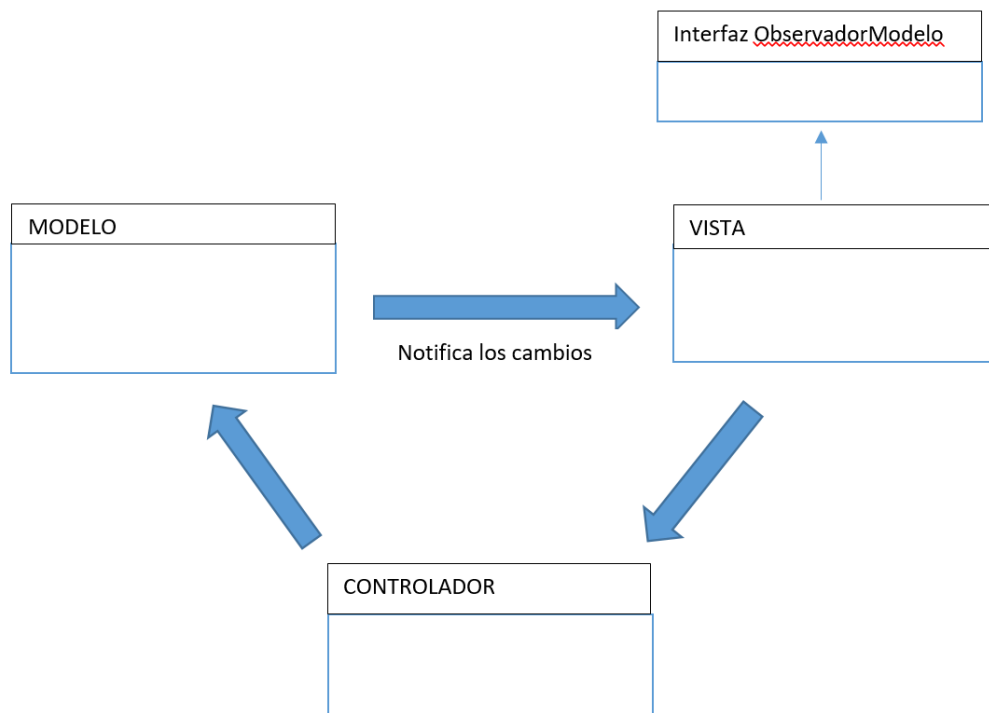 Interfaz ObservadorModelo
MODELO
VISTA
Notifica los cambios
CONTROLADOR